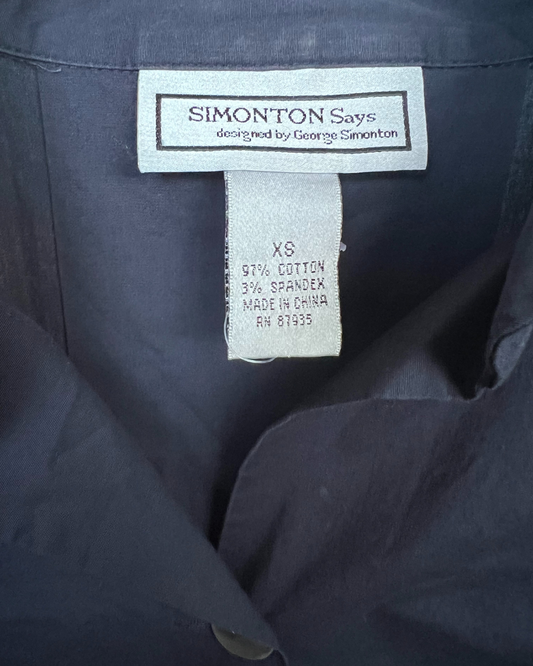 SIMONTON Says
designed by George Simonton
XS
97% COTTON
3% SPANDEX
MADE IN CHINA
RN 87935